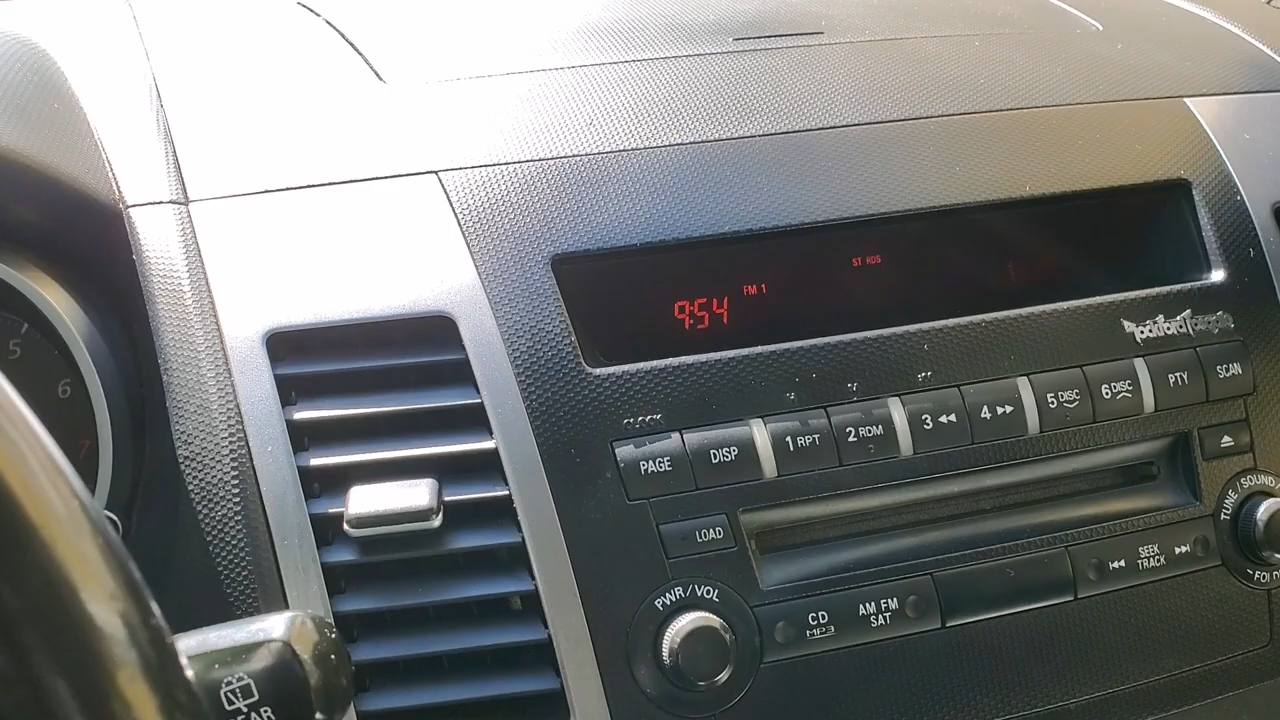 5
6
7
ST RDS
FM 1
9:54
Rockford Fosgate
CLOCK
PAGE
DISP
1 RPT
2 RDM
3
4
5 DISC
6 DISC
PTY
SCAN
LOAD
TUNE / SOUND
PWR / VOL
CD
MP3
AM FM
SAT
SEEK
TRACK
REAR